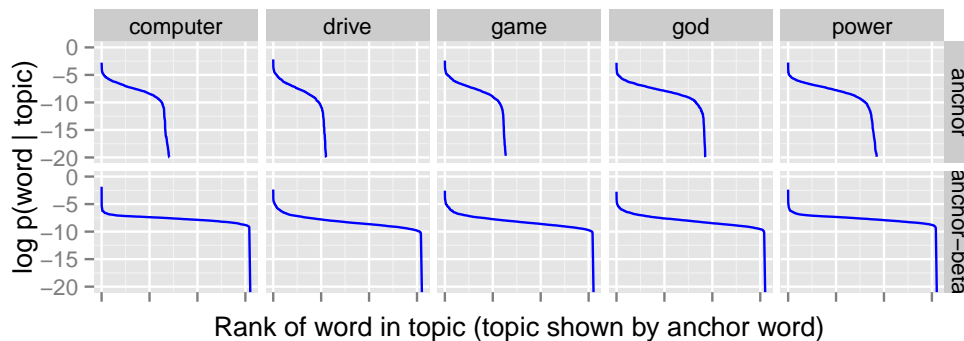 computer drive game god power
0
−5
−10
−15
−20
anchor
0
−5
−10
−15
−20
anchor−beta
log p(word | topic)
Rank of word in topic (topic shown by anchor word)